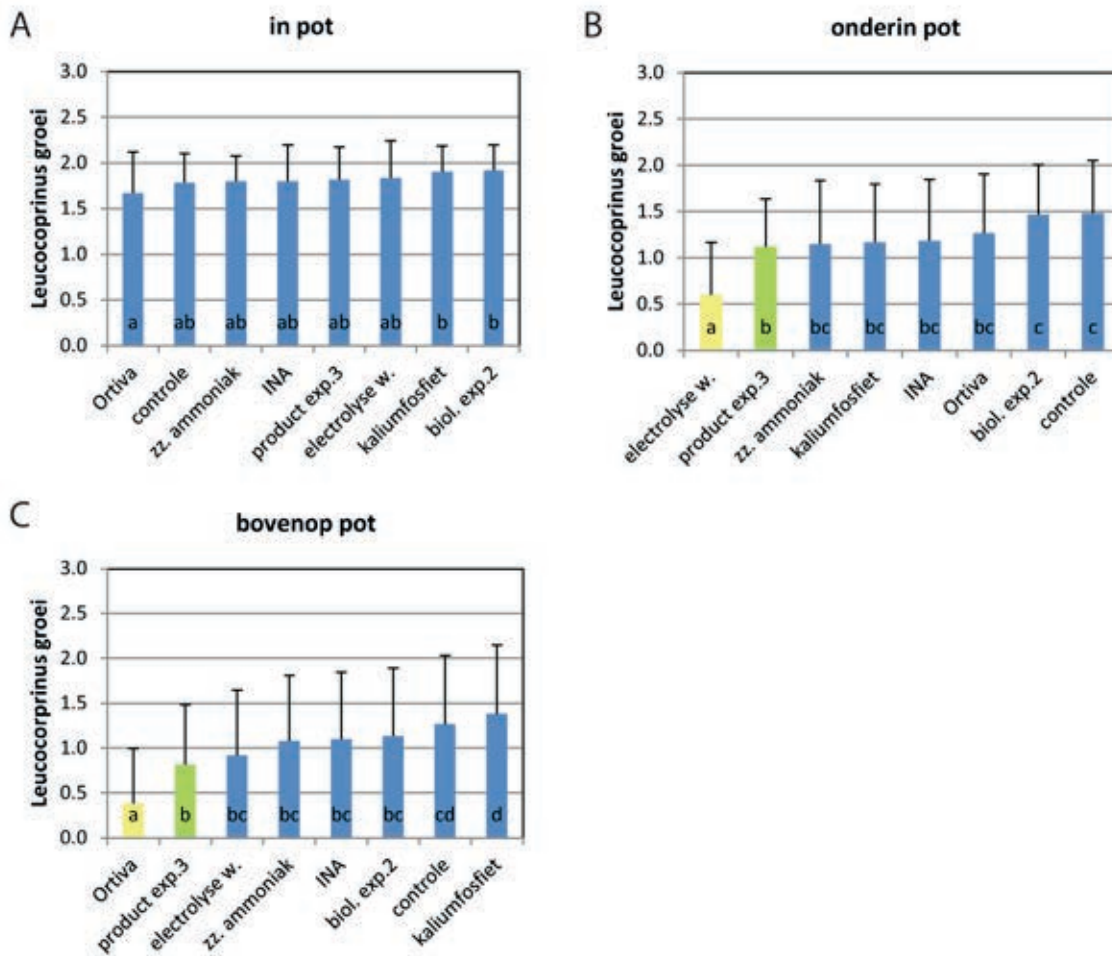 A
in pot
Leucocoprinus groei
3.0
2.5
2.0
1.5
1.0
0.5
0.0
a ab ab ab ab ab b b
Ortiva
controle
zz. ammoniak
INA
product exp.3
electrolyse w.
kaliumfosfiet
biol. exp.2
B
onderin pot
Leucocoprinus groei
3.0
2.5
2.0
1.5
1.0
0.5
0.0
a b bc bc bc bc c c
electrolyse w.
product exp.3
zz. ammoniak
kaliumfosfiet
INA
Ortiva
biol. exp.2
controle
C
bovenop pot
Leucocorprinus groei
3.0
2.5
2.0
1.5
1.0
0.5
0.0
a b bc bc bc bc cd d
Ortiva
product exp.3
electrolyse w.
zz. ammoniak
INA
biol. exp.2
controle
kaliumfosfiet